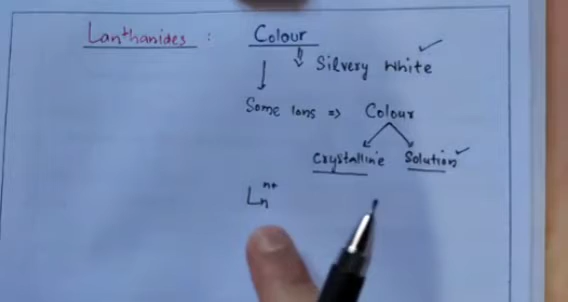 Lanthanides : Colour
Silvery White
Some Ions => Colour
Crystalline Solution
Ln^n+